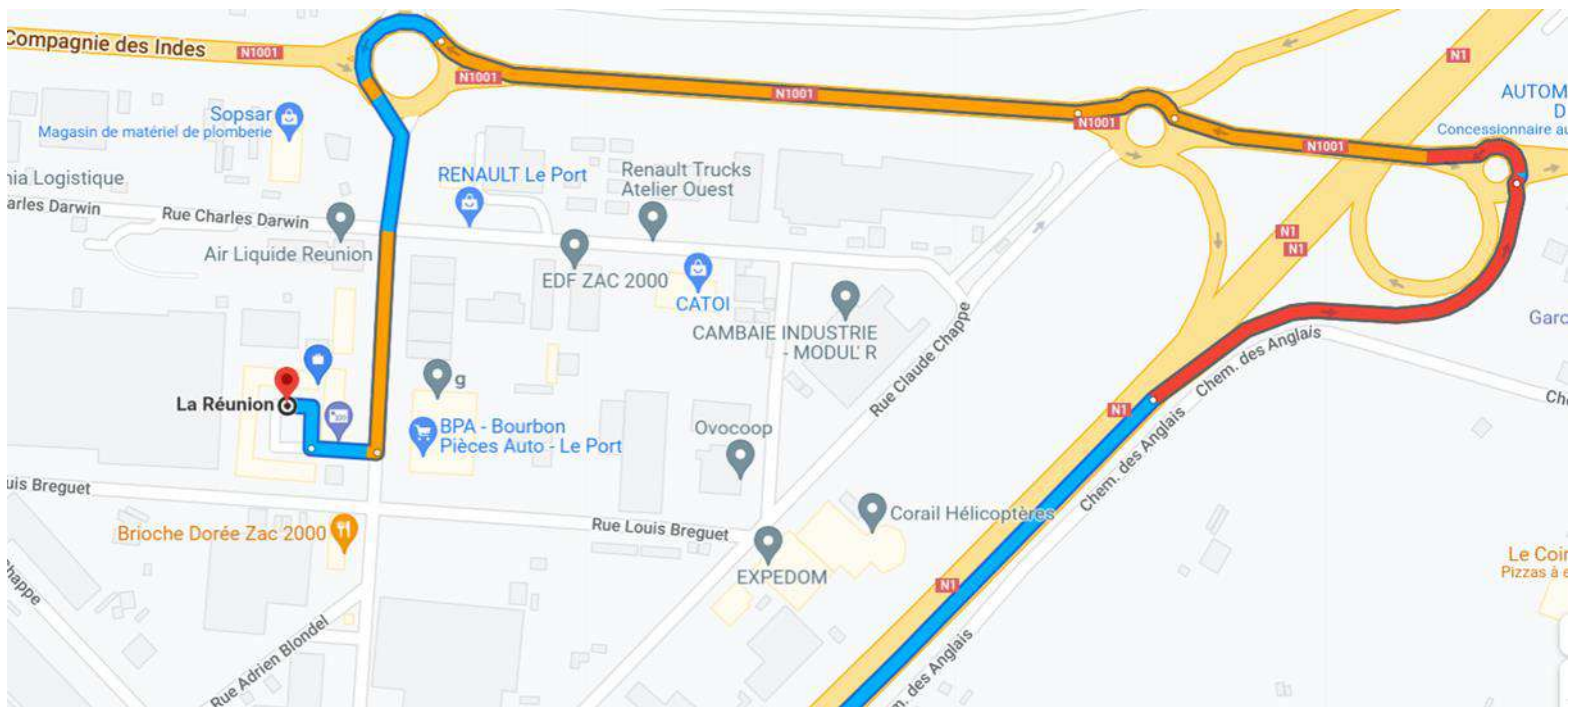 Compagnie des Indes
N1001
N1001
N1001
N1001
N1001
N1
AUTOM
D
Concessionnaire au
Sopsar
Magasin de matériel de plomberie
nia Logistique
arles Darwin
Rue Charles Darwin
RENAULT Le Port
Renault Trucks
Atelier Ouest
Air Liquide Reunion
EDF ZAC 2000
CATOI
CAMBAIE INDUSTRIE
- MODUL'R
N1
N1
Garc
Chem. des Anglais
Rue Claude Chappe
La Réunion
g
BPA - Bourbon
Pièces Auto - Le Port
Ovocoop
N1
Chem. des Anglais
Ch
uis Breguet
Rue Louis Breguet
Brioche Dorée Zac 2000
Corail Hélicoptères
EXPEDOM
N1
Le Coin
Pizzas à e
happe
Rue Adrien Blondel
n. des Anglais